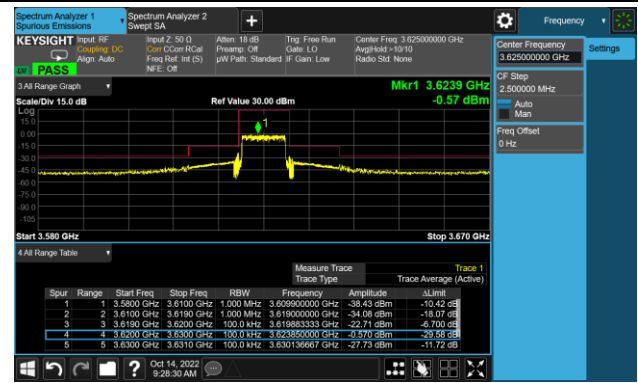 Spectrum Analyzer 1
Spurious Emissions
Spectrum Analyzer 2
Swept SA
Frequency
KEYSIGHT
Input: RF
Coupling: DC
Align: Auto
Input Z: 50 Ω
Corr CCorr RCal
Freq Ref: Int (S)
NFE: Off
Atten: 18 dB
Preamp: Off
µW Path: Standard
Trig: Free Run
Gate: LO
IF Gain: Low
Center Freq: 3.625000000 GHz
Avg|Hold:>10/10
Radio Std: None
PASS
3 All Range Graph
Scale/Div 15.0 dB
Ref Value 30.00 dBm
Mkr1 3.6239 GHz
-0.57 dBm
Log
15.0
0.00
-15.0
-30.0
-45.0
-60.0
-75.0
-90.0
-105
1
Start 3.580 GHz
Stop 3.670 GHz
4 All Range Table
Measure Trace Trace 1
Trace Type Trace Average (Active)
Spur Range Start Freq Stop Freq RBW Frequency Amplitude ΔLimit
1 1 3.5800 GHz 3.6100 GHz 1.000 MHz 3.609900000 GHz -38.43 dBm -10.42 dB
2 2 3.6100 GHz 3.6190 GHz 1.000 MHz 3.619000000 GHz -34.08 dBm -18.07 dB
3 3 3.6190 GHz 3.6200 GHz 100.0 kHz 3.619883333 GHz -22.71 dBm -6.700 dB
4 4 3.6200 GHz 3.6300 GHz 100.0 kHz 3.623850000 GHz -0.570 dBm -29.58 dB
5 5 3.6300 GHz 3.6310 GHz 100.0 kHz 3.630136667 GHz -27.73 dBm -11.72 dB
Center Frequency
3.625000000 GHz
Settings
CF Step
2.500000 MHz
Auto
Man
Freq Offset
0 Hz
Oct 14, 2022
9:28:30 AM